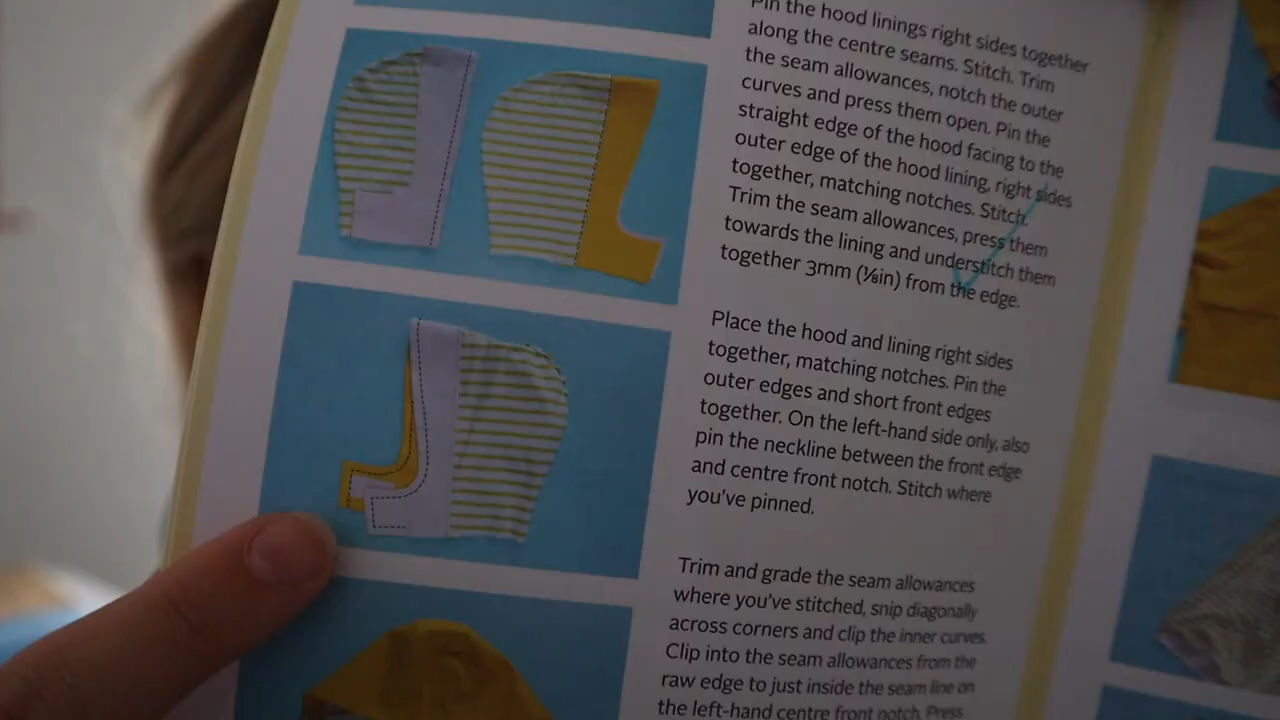 Pin the hood linings right sides together
along the centre seams. Stitch. Trim
the seam allowances, notch the outer
curves and press them open. Pin the
straight edge of the hood facing to the
outer edge of the hood lining, right sides
together, matching notches. Stitch.
Trim the seam allowances, press them
towards the lining and understitch them
together 3mm (⅛in) from the edge.
Place the hood and lining right sides
together, matching notches. Pin the
outer edges and short front edges
together. On the left-hand side only, also
pin the neckline between the front edge
and centre front notch. Stitch where
you've pinned.
Trim and grade the seam allowances
where you've stitched, snip diagonally
across corners and clip the inner curves.
Clip into the seam allowances from the
raw edge to just inside the seam line on
the left-hand centre front notch. Press